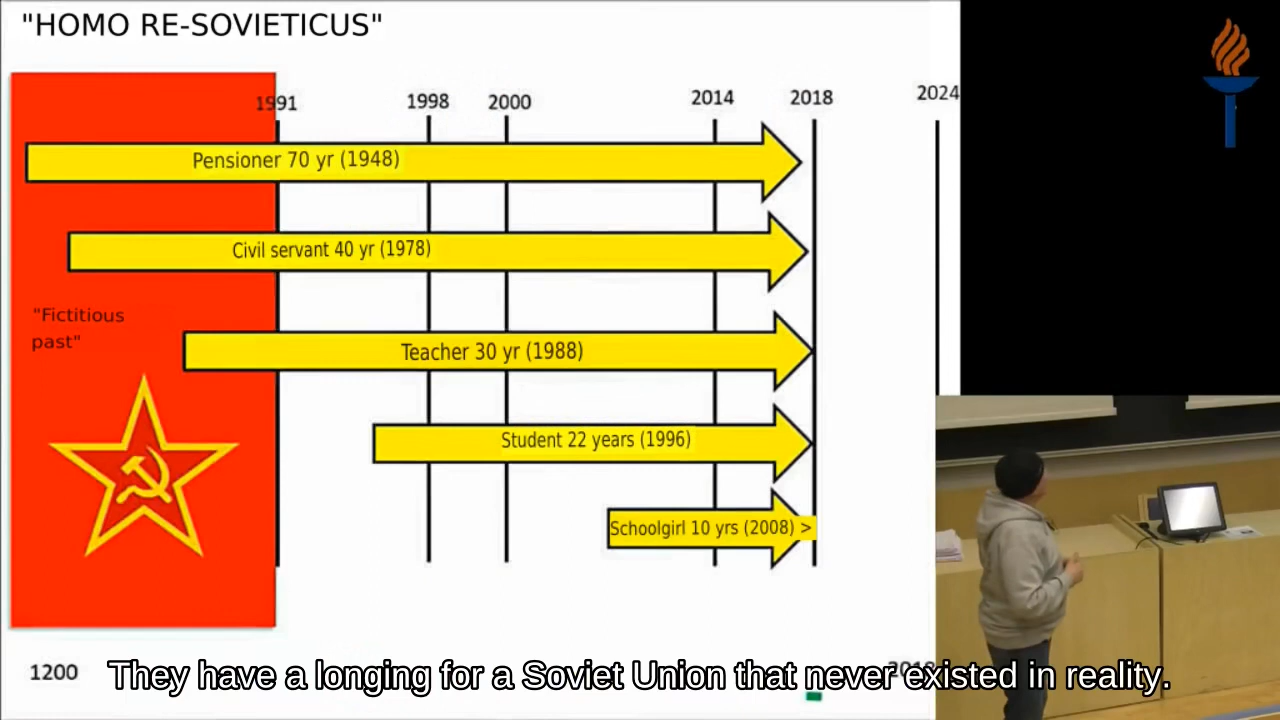 "HOMO RE-SOVIETICUS"
1991 1998 2000 2014 2018 2024
Pensioner 70 yr (1948)
Civil servant 40 yr (1978)
"Fictitious
past"
Teacher 30 yr (1988)
Student 22 years (1996)
Schoolgirl 10 yrs (2008) >
1200
They have a longing for a Soviet Union that never existed in reality.